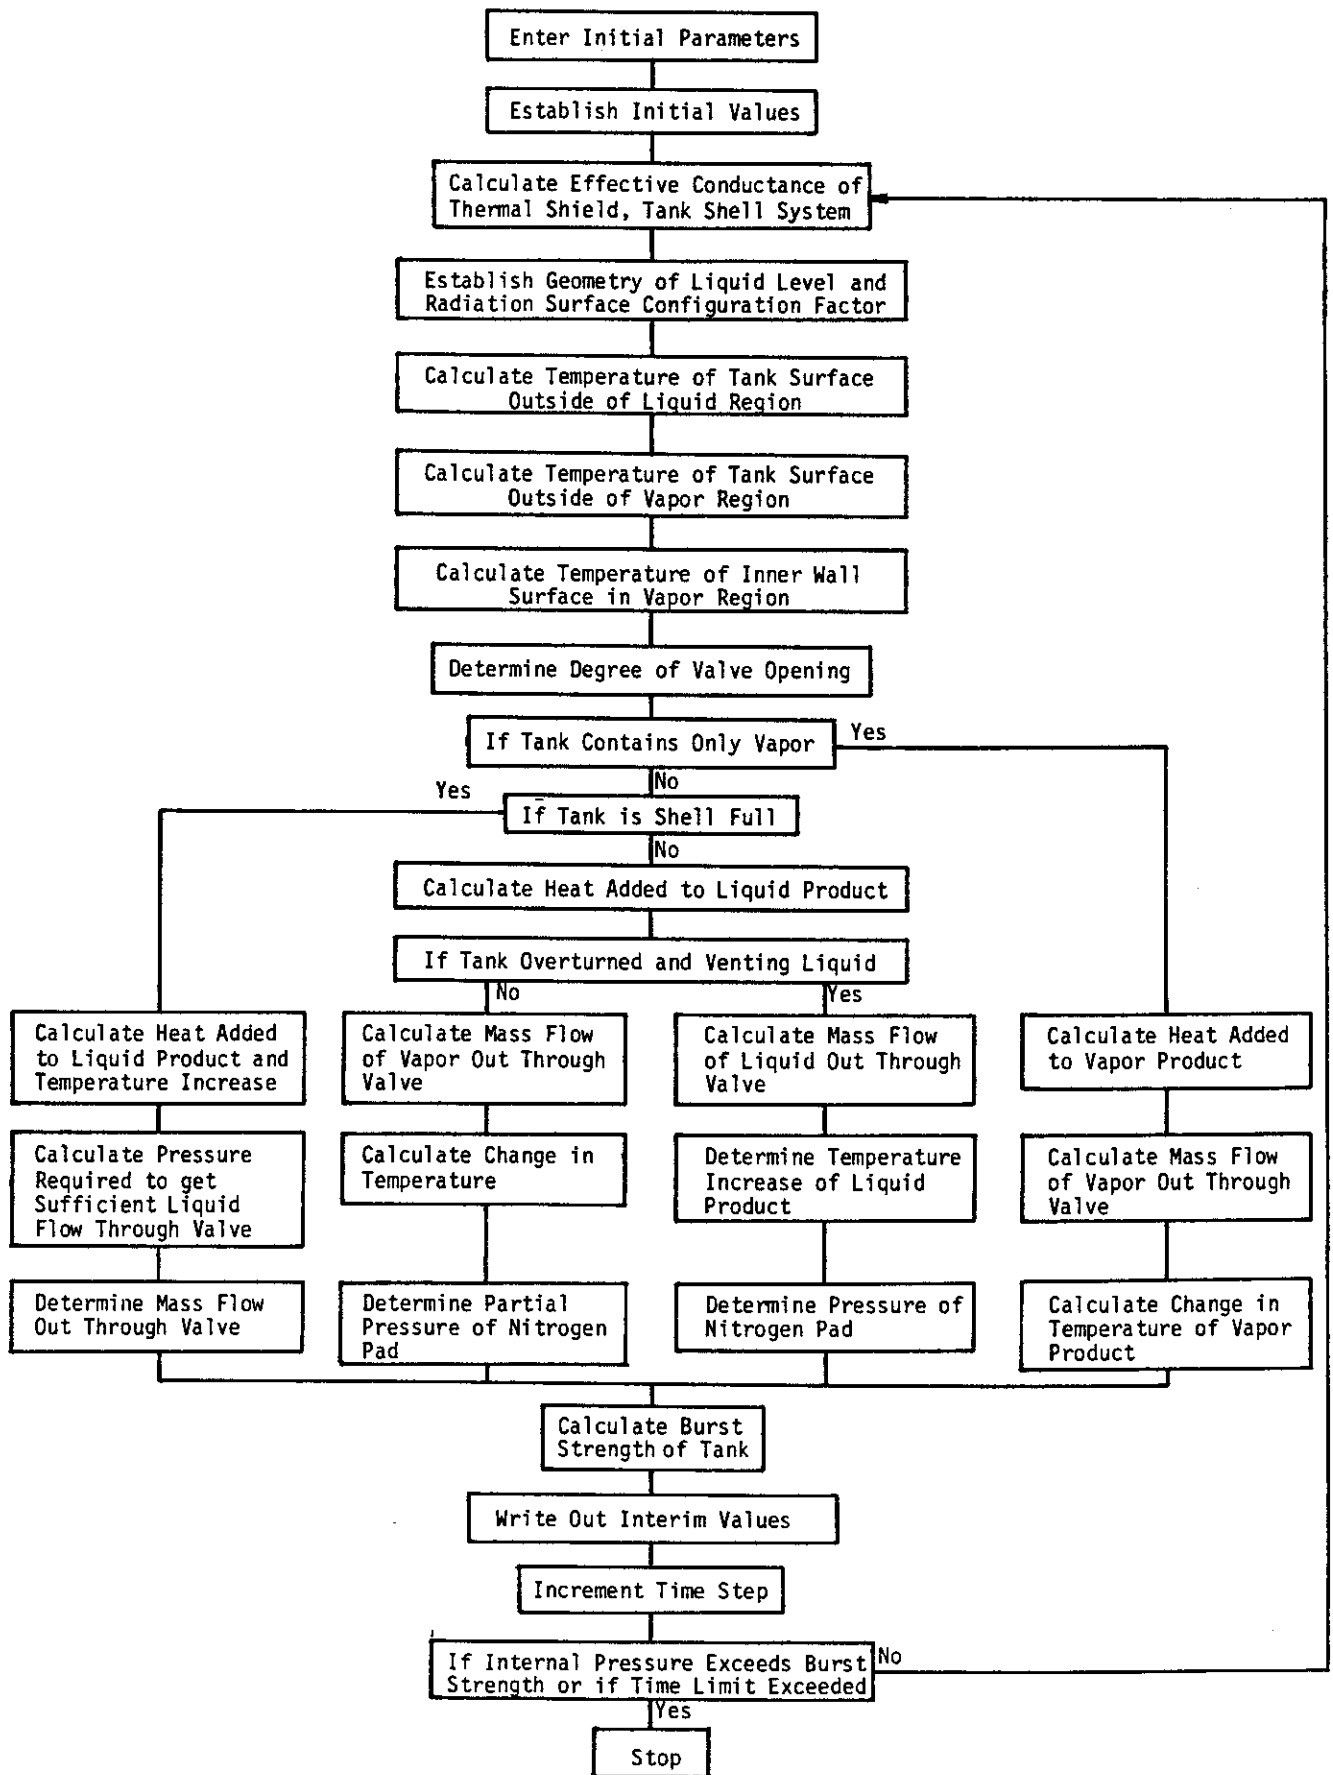 Enter Initial Parameters
Establish Initial Values
Calculate Effective Conductance of
Thermal Shield, Tank Shell System
Establish Geometry of Liquid Level and
Radiation Surface Configuration Factor
Calculate Temperature of Tank Surface
Outside of Liquid Region
Calculate Temperature of Tank Surface
Outside of Vapor Region
Calculate Temperature of Inner Wall
Surface in Vapor Region
Determine Degree of Valve Opening
If Tank Contains Only Vapor
Yes
No
Yes
If Tank is Shell Full
No
Calculate Heat Added to Liquid Product
If Tank Overturned and Venting Liquid
No
Yes
Calculate Heat Added
to Liquid Product and
Temperature Increase
Calculate Mass Flow
of Vapor Out Through
Valve
Calculate Mass Flow
of Liquid Out Through
Valve
Calculate Heat Added
to Vapor Product
Calculate Pressure
Required to get
Sufficient Liquid
Flow Through Valve
Calculate Change in
Temperature
Determine Temperature
Increase of Liquid
Product
Calculate Mass Flow
of Vapor Out Through
Valve
Determine Mass Flow
Out Through Valve
Determine Partial
Pressure of Nitrogen
Pad
Determine Pressure of
Nitrogen Pad
Calculate Change in
Temperature of Vapor
Product
Calculate Burst
Strength of Tank
Write Out Interim Values
Increment Time Step
If Internal Pressure Exceeds Burst
Strength or if Time Limit Exceeded
No
Yes
Stop